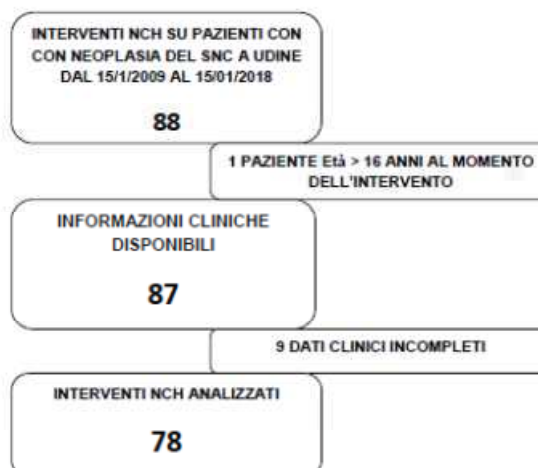 INTERVENTI NCH SU PAZIENTI CON
CON NEOPLASIA DEL SNC A UDINE
DAL 15/1/2009 AL 15/01/2018
88
1 PAZIENTE Età > 16 ANNI AL MOMENTO
DELL'INTERVENTO
INFORMAZIONI CLINICHE
DISPONIBILI
87
9 DATI CLINICI INCOMPLETI
INTERVENTI NCH ANALIZZATI
78